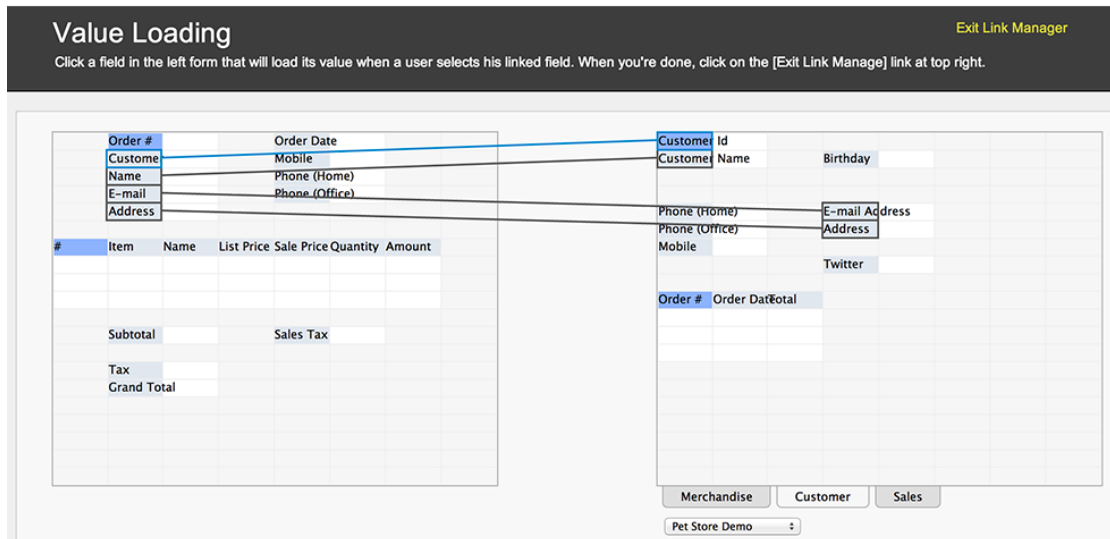 Value Loading
Exit Link Manager
Click a field in the left form that will load its value when a user selects his linked field. When you're done, click on the [Exit Link Manage] link at top right.
Order # Order Date
Custome Mobile
Name Phone (Home)
E-mail Phone (Office)
Address
# Item Name List Price Sale Price Quantity Amount
Subtotal Sales Tax
Tax
Grand Total
Customer Id
Customer Name Birthday
Phone (Home) E-mail Address
Phone (Office) Address
Mobile
Twitter
Order # Order Date Total
Merchandise Customer Sales
Pet Store Demo